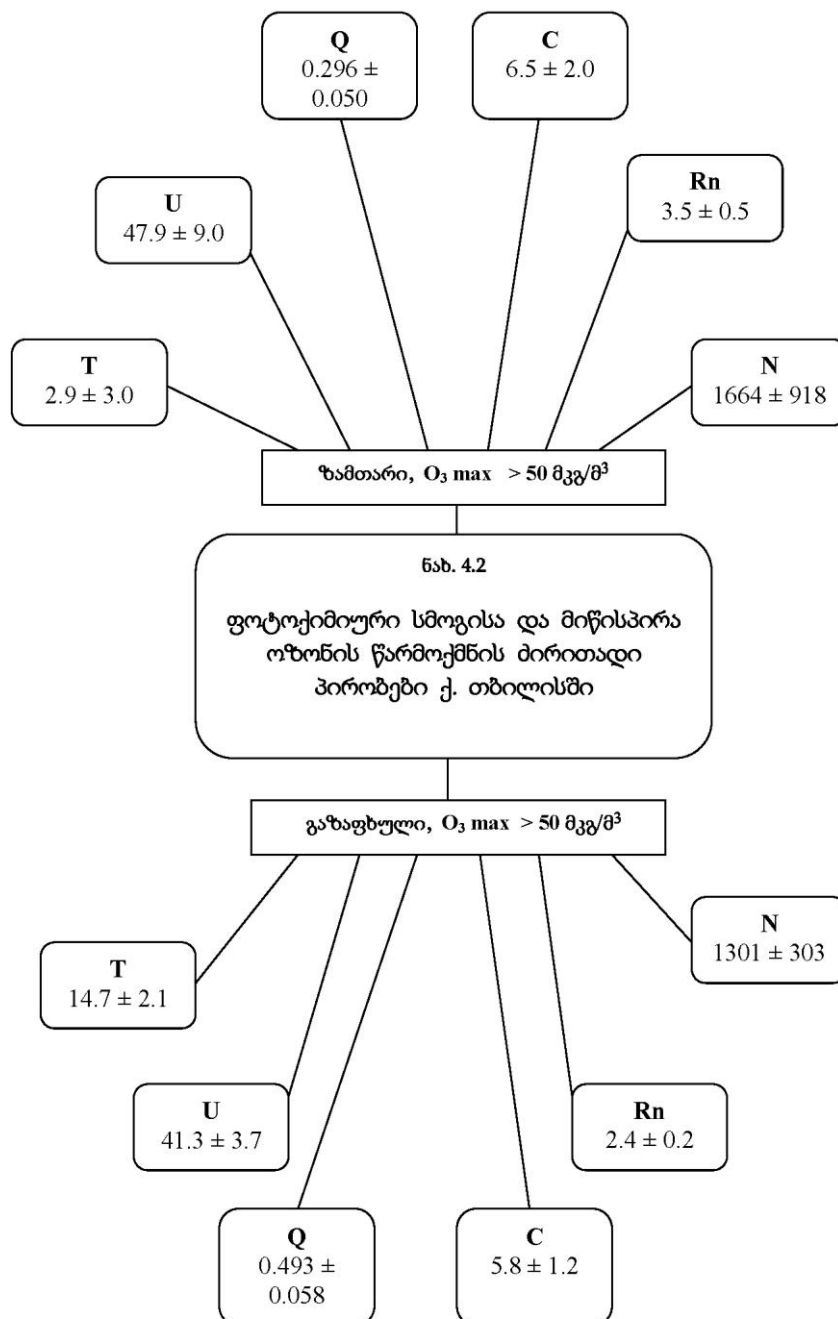 Q
0.296 ±
0.050
C
6.5 ± 2.0
U
47.9 ± 9.0
Rn
3.5 ± 0.5
T
2.9 ± 3.0
N
1664 ± 918
ზამთარი, O₃ max > 50 მკგ/მ³
ნახ. 4.2
ფოტოქიმიური სმოგისა და მიწისპირა
ოზონის წარმოქმნის ძირითადი
პირობები ქ. თბილისში
გაზაფხული, O₃ max > 50 მკგ/მ³
N
1301 ± 303
T
14.7 ± 2.1
U
41.3 ± 3.7
Rn
2.4 ± 0.2
Q
0.493 ±
0.058
C
5.8 ± 1.2